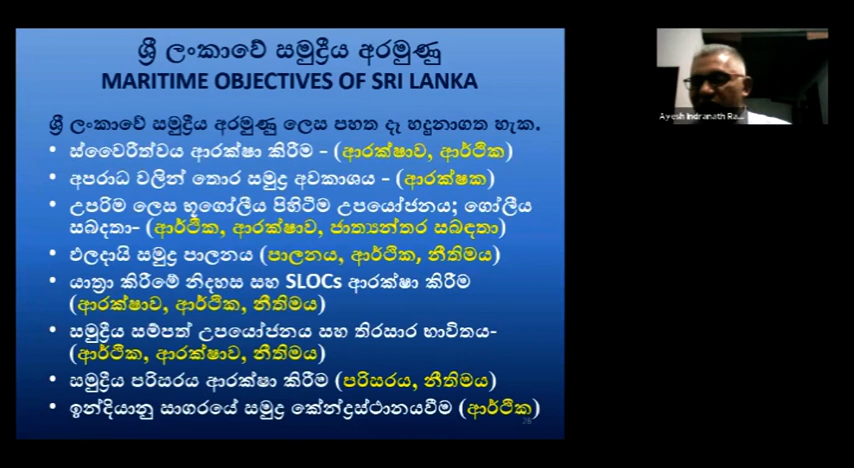 ශ්‍රී ලංකාවේ සමුද්‍රීය අරමුණු
MARITIME OBJECTIVES OF SRI LANKA
ශ්‍රී ලංකාවේ සමුද්‍රීය අරමුණු ලෙස පහත දෑ හදුනාගත හැක.
• ස්වෛරීත්වය ආරක්ෂා කිරීම – (ආරක්ෂාව, ආර්ථික)
• අපරාධ වලින් තොර සමුද්‍ර අවකාශය – (ආරක්ෂක)
• උපරිම ලෙස භූගෝලීය පිහිටීම උපයෝජනය; ගෝලීය
සබදතා– (ආර්ථික, ආරක්ෂාව, ජාත්‍යන්තර සබඳතා)
• ඵලදායි සමුද්‍ර පාලනය (පාලනය, ආර්ථික, නීතිමය)
• යාත්‍රා කිරීමේ නිදහස සහ SLOCs ආරක්ෂා කිරීම
(ආරක්ෂාව, ආර්ථික, නීතිමය)
• සමුද්‍රීය සම්පත් උපයෝජනය සහ තිරසාර භාවිතය-
(ආර්ථික, ආරක්ෂාව, නීතිමය)
• සමුද්‍රීය පරිසරය ආරක්ෂා කිරීම (පරිසරය, නීතිමය)
• ඉන්දියානු සාගරයේ සමුද්‍ර කේන්ද්‍රස්ථානයවීම (ආර්ථික)
28
Ayesh Indranath Ra...